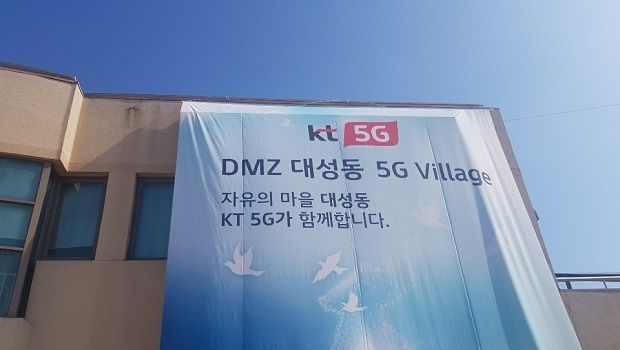 kt 5G
DMZ 대성동 5G Village
자유의 마을 대성동
KT 5G가 함께합니다.